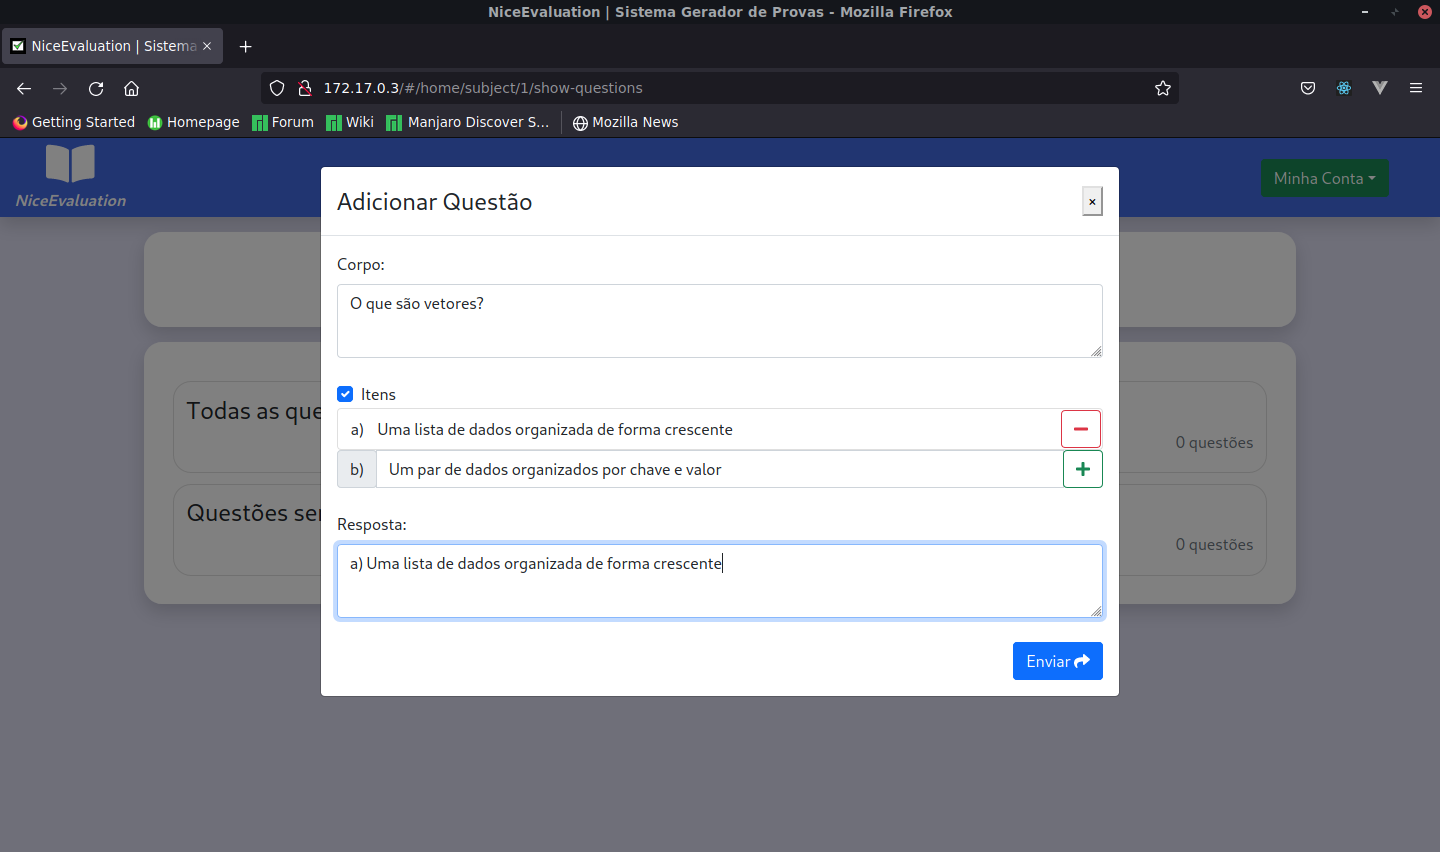 NiceEvaluation | Sistema Gerador de Provas - Mozilla Firefox
NiceEvaluation | Sistema
172.17.0.3/#/home/subject/1/show-questions
Getting Started Homepage Forum Wiki Manjaro Discover S... Mozilla News
NiceEvaluation
Minha Conta
Adicionar Questão
×
Corpo:
O que são vetores?
Itens
a) Uma lista de dados organizada de forma crescente
b) Um par de dados organizados por chave e valor
Resposta:
a) Uma lista de dados organizada de forma crescente
Enviar
Todas as que
0 questões
Questões ser
0 questões